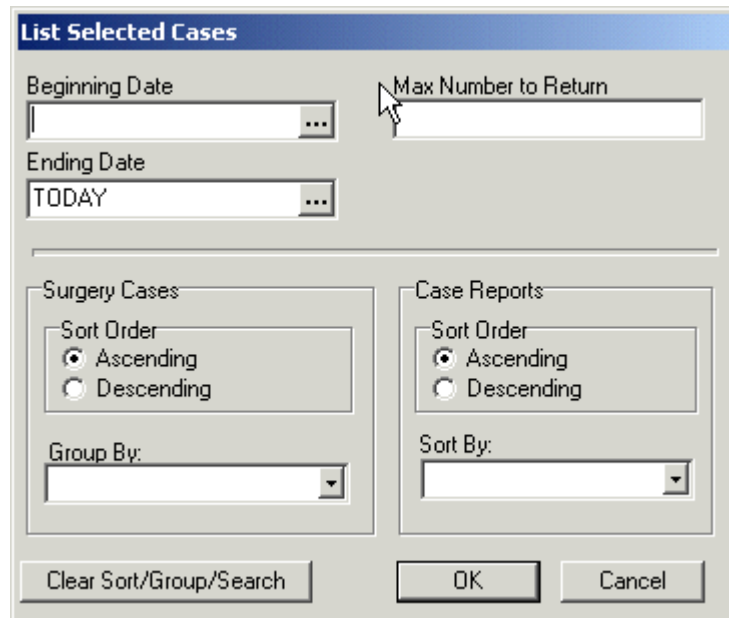 List Selected Cases
Beginning Date
Max Number to Return
...
Ending Date
TODAY
...
Surgery Cases
Case Reports
Sort Order
Sort Order
Ascending
Ascending
Descending
Descending
Group By:
Sort By:
Clear Sort/Group/Search
OK
Cancel